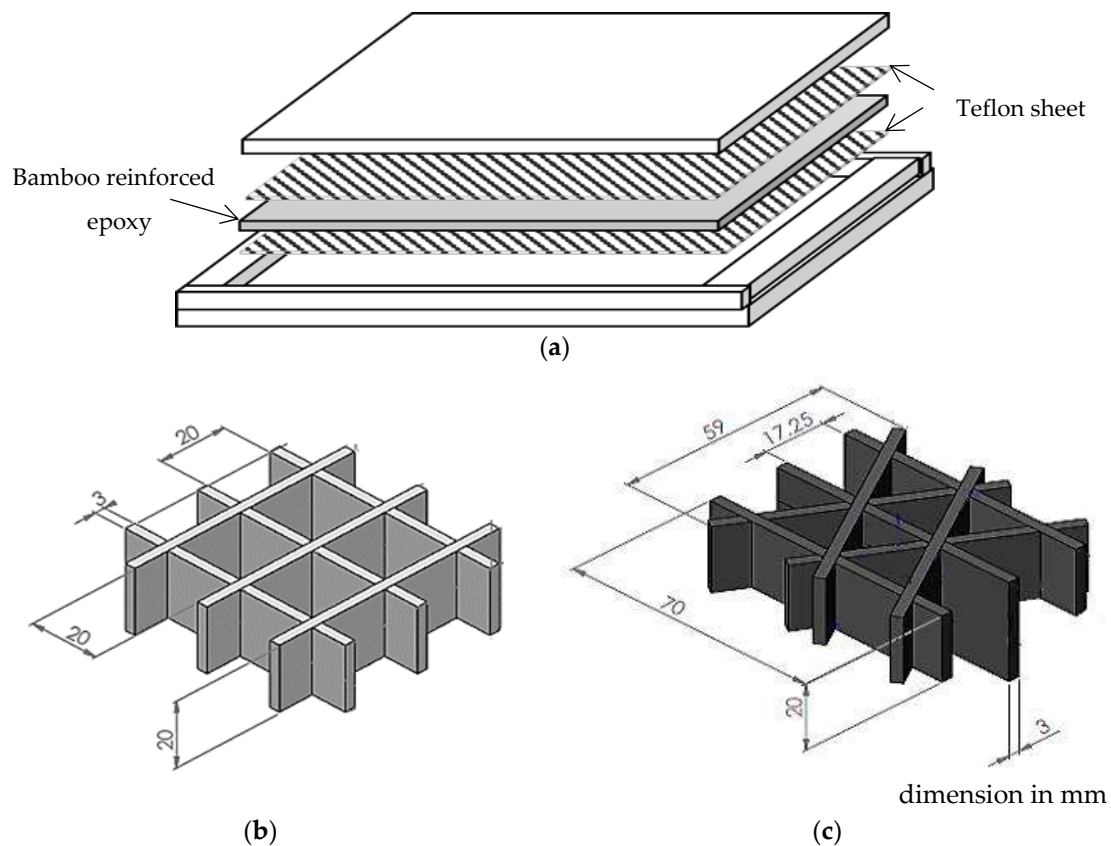 Teflon sheet
Bamboo reinforced
epoxy
(a)
20
3
20
20
(b)
59
17.25
70
20
3
dimension in mm
(c)